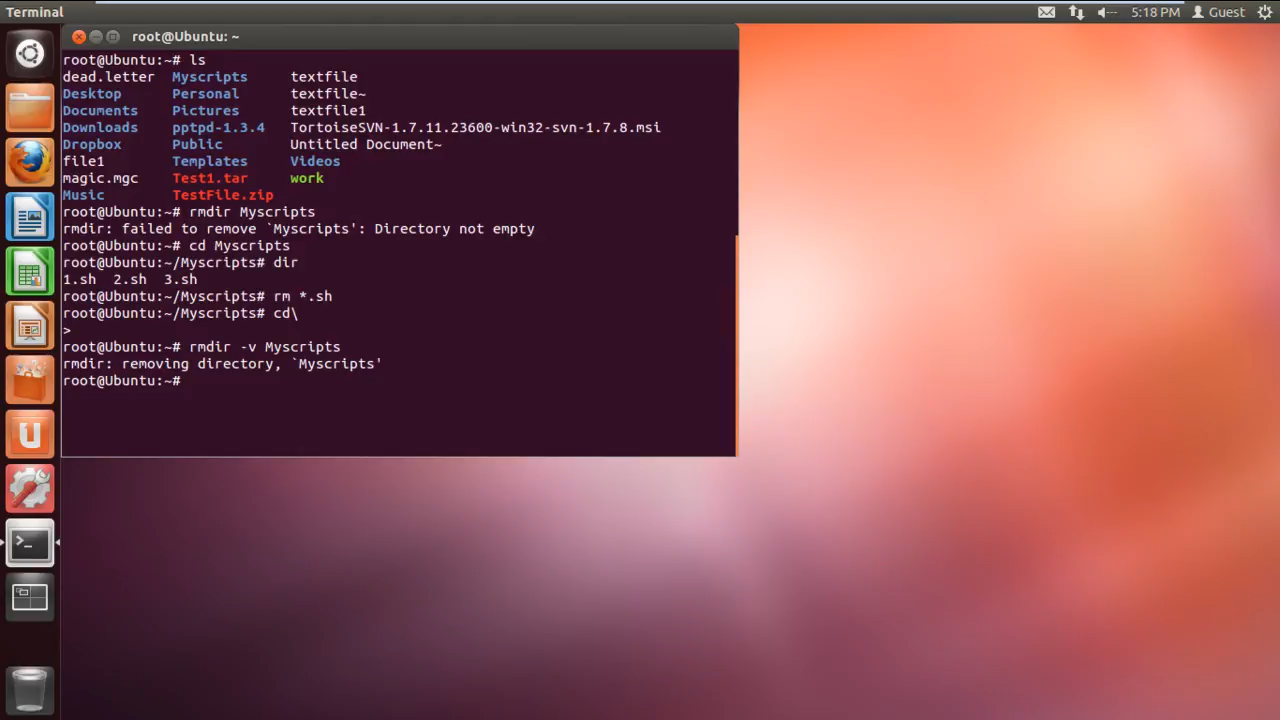 Terminal
5:18 PM Guest
root@Ubuntu: ~
root@Ubuntu:~# ls
dead.letter Myscripts textfile
Desktop Personal textfile~
Documents Pictures textfile1
Downloads pptpd-1.3.4 TortoiseSVN-1.7.11.23600-win32-svn-1.7.8.msi
Dropbox Public Untitled Document~
file1 Templates Videos
magic.mgc Test1.tar work
Music TestFile.zip
root@Ubuntu:~# rmdir Myscripts
rmdir: failed to remove `Myscripts': Directory not empty
root@Ubuntu:~# cd Myscripts
root@Ubuntu:~/Myscripts# dir
1.sh 2.sh 3.sh
root@Ubuntu:~/Myscripts# rm *.sh
root@Ubuntu:~/Myscripts# cd\
>
root@Ubuntu:~# rmdir -v Myscripts
rmdir: removing directory, `Myscripts'
root@Ubuntu:~#